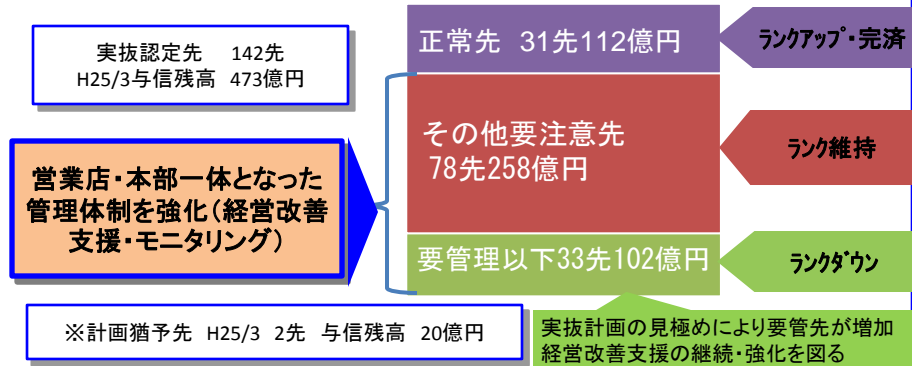 実抜認定先 142先
H25/3与信残高 473億円
営業店・本部一体となった
管理体制を強化（経営改善
支援・モニタリング）
正常先 31先112億円
ランクアップ・完済
その他要注意先
78先258億円
ランク維持
要管理以下33先102億円
ランクダウン
※計画猶予先 H25/3 2先 与信残高 20億円
実抜計画の見極めにより要管先が増加
経営改善支援の継続・強化を図る